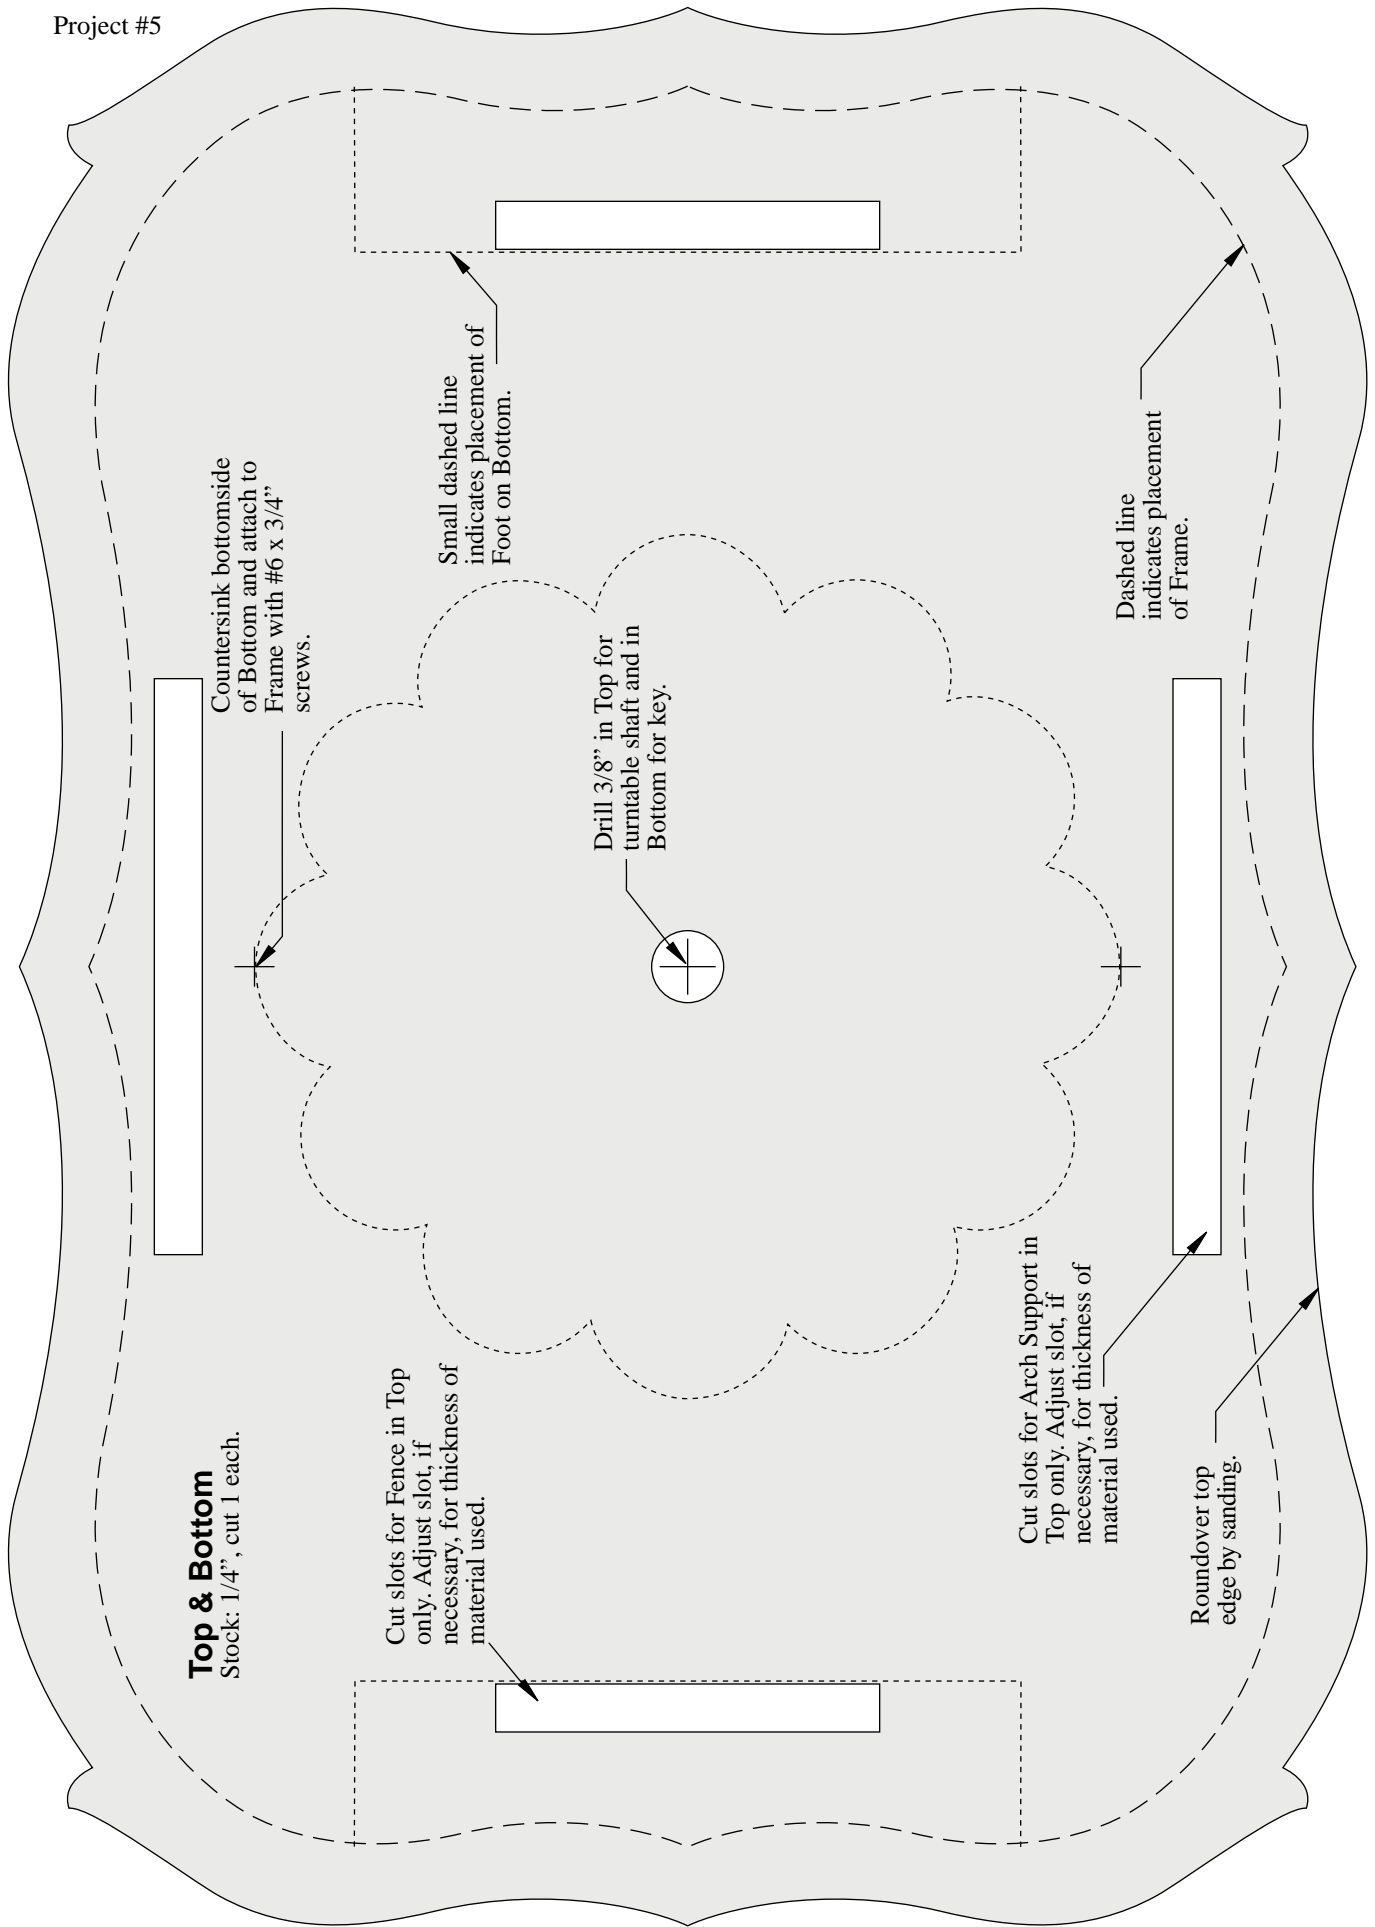 Project #5
Countersink bottomside
of Bottom and attach to
Frame with #6 x 3/4”
screws.
Small dashed line
indicates placement of
Foot on Bottom.
Drill 3/8” in Top for
turntable shaft and in
Bottom for key.
Dashed line
indicates placement
of Frame.
Top & Bottom
Stock: 1/4”, cut 1 each.
Cut slots for Fence in Top
only. Adjust slot, if
necessary, for thickness of
material used.
Cut slots for Arch Support in
Top only. Adjust slot, if
necessary, for thickness of
material used.
Roundover top
edge by sanding.